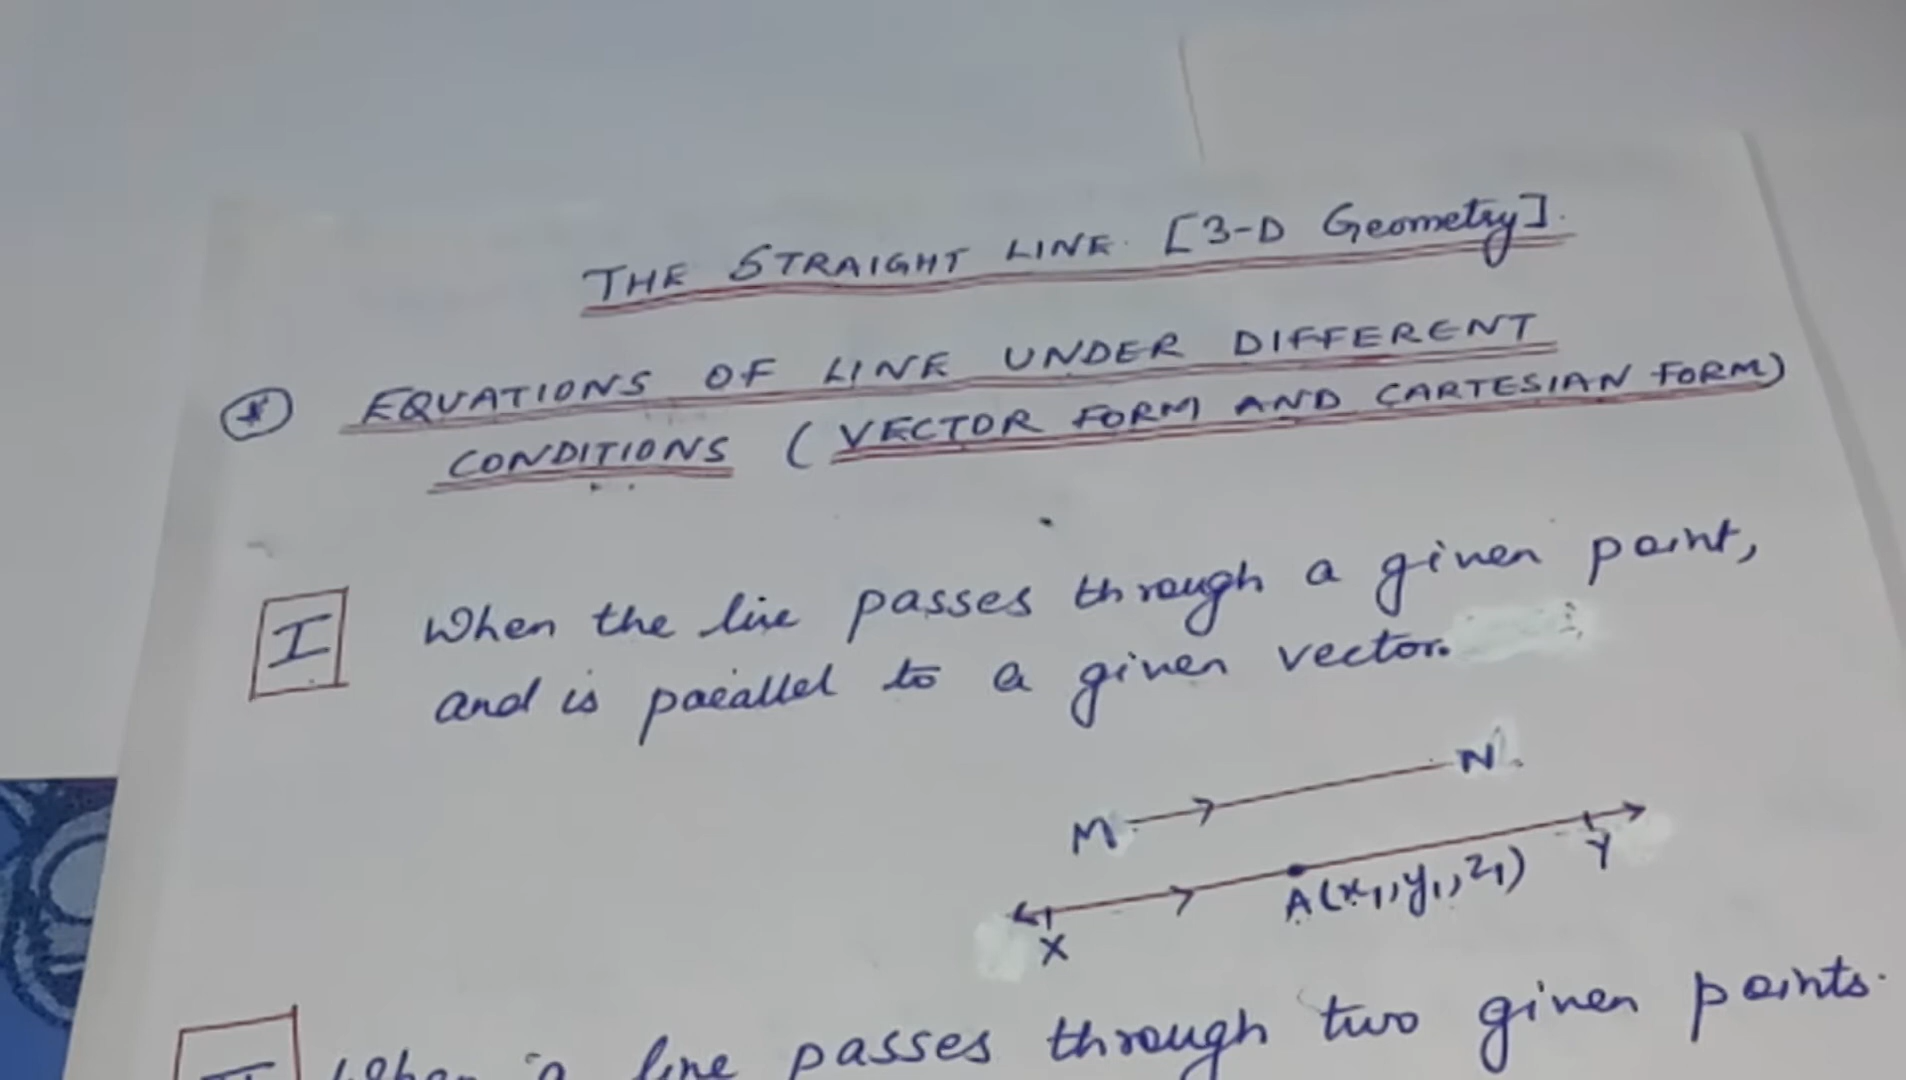 THE STRAIGHT LINE [3-D Geometry].
* EQUATIONS OF LINE UNDER DIFFERENT
CONDITIONS (VECTOR FORM AND CARTESIAN FORM)
I When the line passes through a given point,
and is parallel to a given vector.
M N
A(x₁,y₁,z₁) Y
X
When a line passes through two given points.